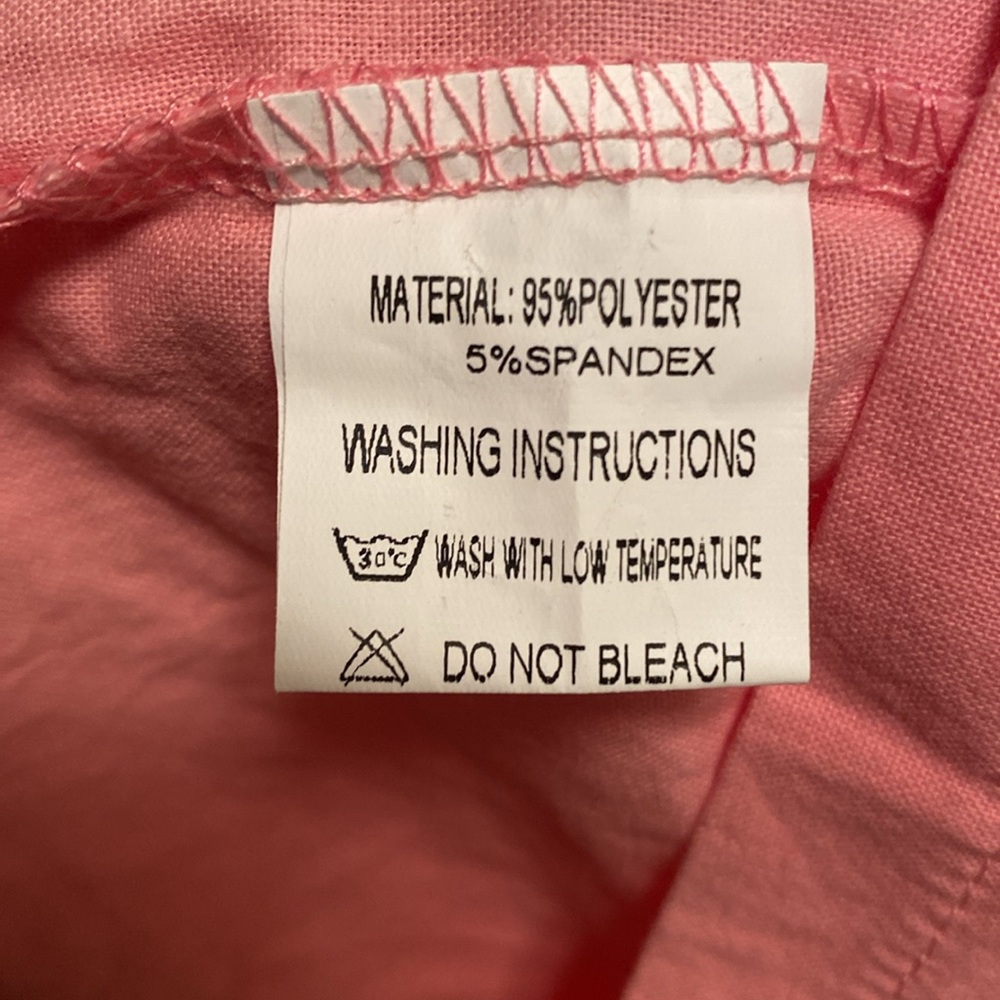 MATERIAL: 95%POLYESTER
5%SPANDEX
WASHING INSTRUCTIONS
30°C WASH WITH LOW TEMPERATURE
DO NOT BLEACH